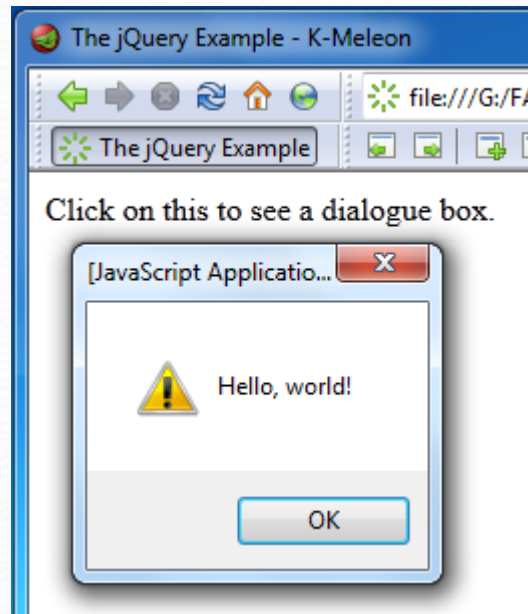 The jQuery Example - K-Meleon
file:///G:/FA
The jQuery Example
Click on this to see a dialogue box.
[JavaScript Applicatio...
Hello, world!
OK